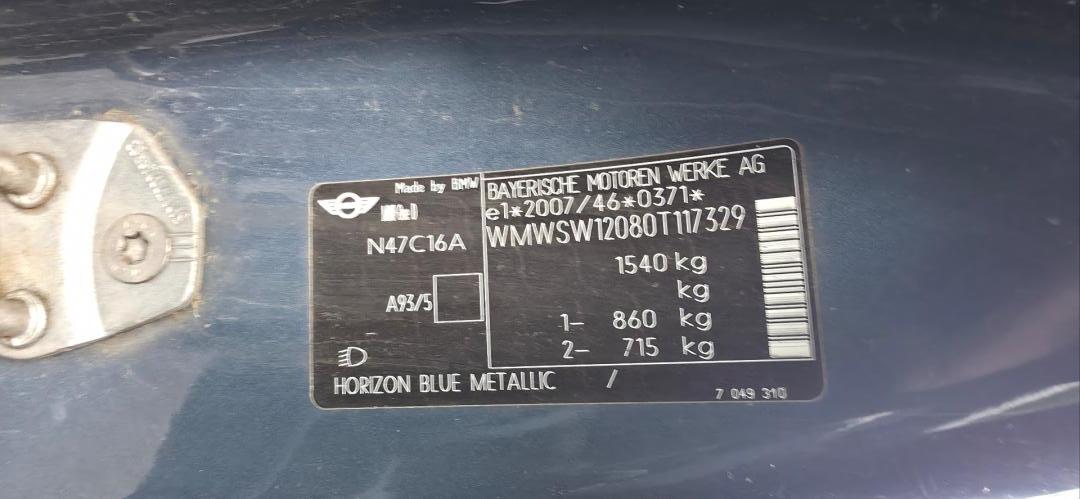 Made by BMW
N47C16A
A93/5
BAYERISCHE MOTOREN WERKE AG
e1*2007/46*0371*
WMWSW12080T117329
1540 kg
kg
1- 860 kg
2- 715 kg
HORIZON BLUE METALLIC /
7 049 310